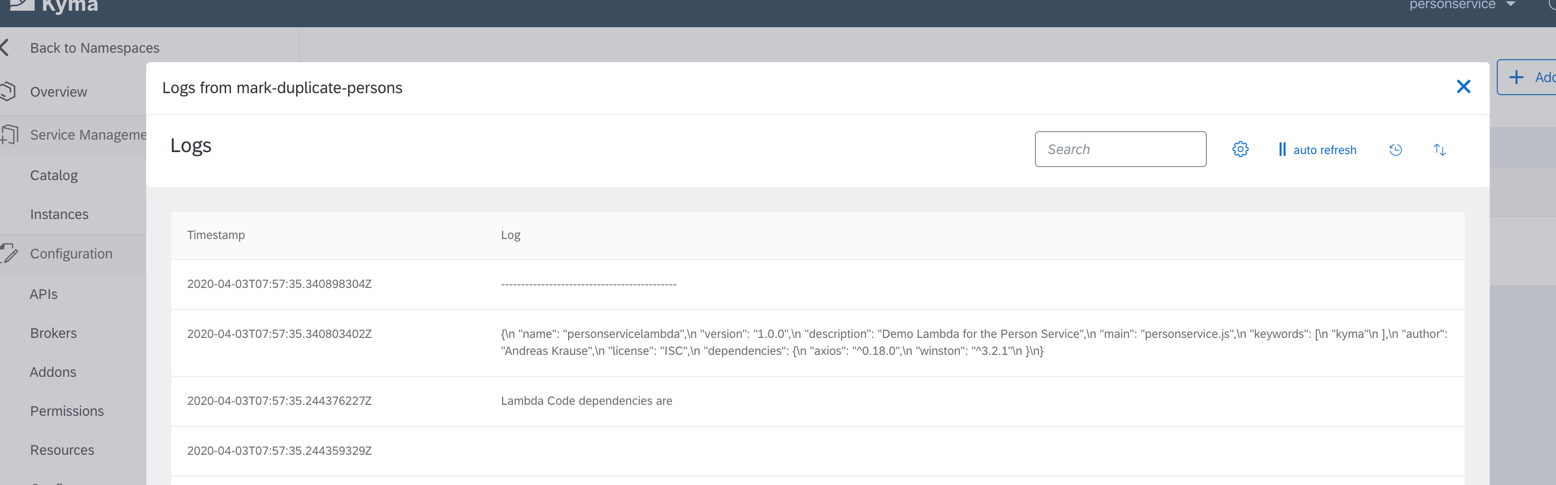 Kyma
personservice
Back to Namespaces
Overview
Service Manageme
Catalog
Instances
Configuration
APIs
Brokers
Addons
Permissions
Resources
Add
Logs from mark-duplicate-persons
Logs
Search
auto refresh
Timestamp Log
2020-04-03T07:57:35.340898304Z --------------------------------------------
2020-04-03T07:57:35.340803402Z {\n "name": "personservicelambda",\n "version": "1.0.0",\n "description": "Demo Lambda for the Person Service",\n "main": "personservice.js",\n "keywords": [\n "kyma"\n ],\n "author":
"Andreas Krause",\n "license": "ISC",\n "dependencies": {\n "axios": "^0.18.0",\n "winston": "^3.2.1"\n }\n}
2020-04-03T07:57:35.244376227Z Lambda Code dependencies are
2020-04-03T07:57:35.244359329Z